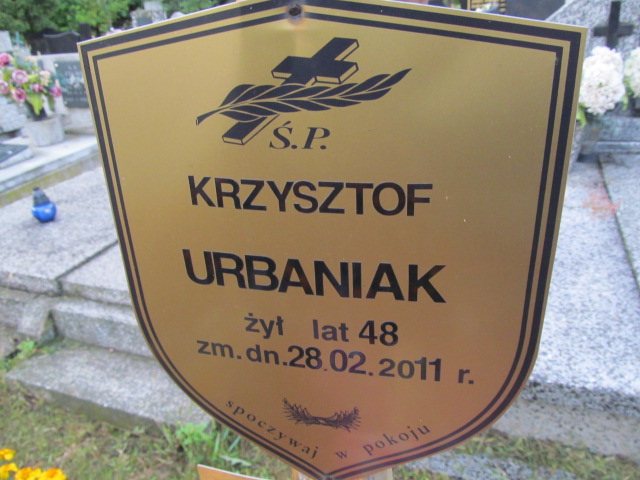 Ś.P.
KRZYSZTOF
URBANIAK
żył lat 48
zm. dn. 28.02.2011 r.
spoczywaj w pokoju